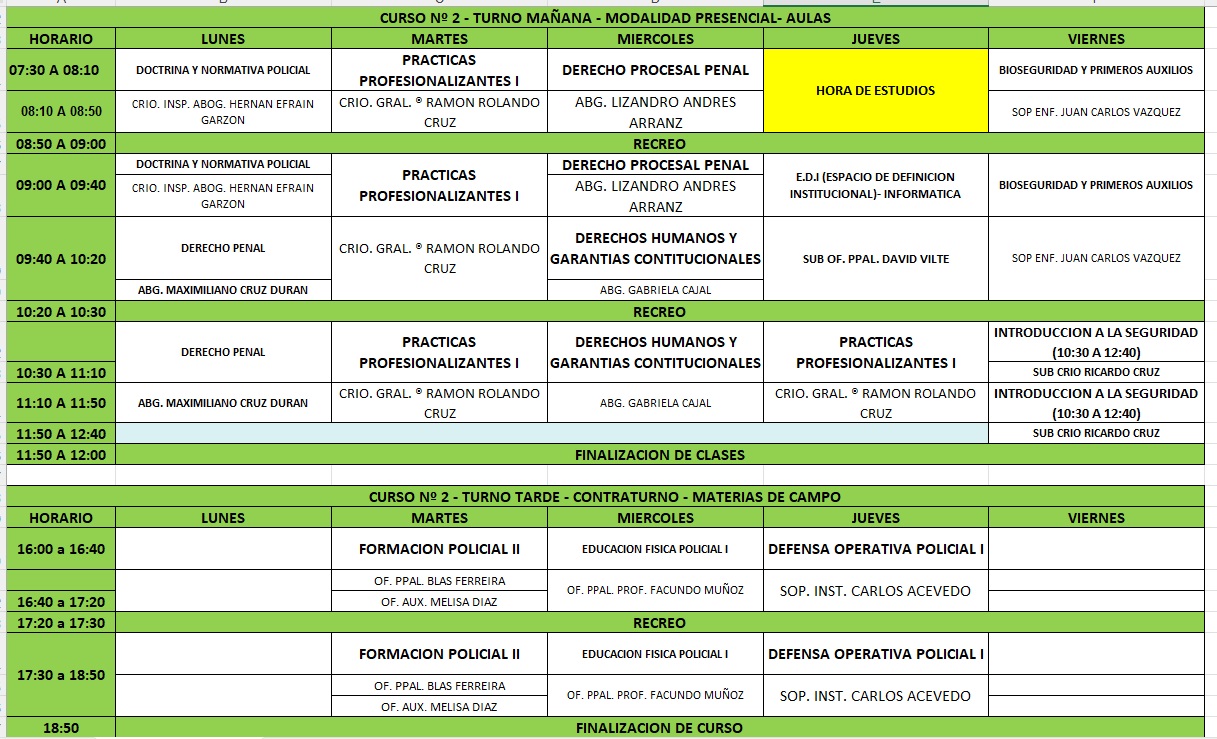 CURSO Nº 2 - TURNO MAÑANA - MODALIDAD PRESENCIAL- AULAS
HORARIO LUNES MARTES MIERCOLES JUEVES VIERNES
07:30 A 08:10 DOCTRINA Y NORMATIVA POLICIAL PRACTICAS PROFESIONALIZANTES I DERECHO PROCESAL PENAL HORA DE ESTUDIOS BIOSEGURIDAD Y PRIMEROS AUXILIOS
08:10 A 08:50 CRIO. INSP. ABOG. HERNAN EFRAIN GARZON CRIO. GRAL. ® RAMON ROLANDO CRUZ ABG. LIZANDRO ANDRES ARRANZ SOP ENF. JUAN CARLOS VAZQUEZ
08:50 A 09:00 RECREO
09:00 A 09:40 DOCTRINA Y NORMATIVA POLICIAL PRACTICAS PROFESIONALIZANTES I DERECHO PROCESAL PENAL E.D.I (ESPACIO DE DEFINICION INSTITUCIONAL)- INFORMATICA BIOSEGURIDAD Y PRIMEROS AUXILIOS
CRIO. INSP. ABOG. HERNAN EFRAIN GARZON ABG. LIZANDRO ANDRES ARRANZ
09:40 A 10:20 DERECHO PENAL CRIO. GRAL. ® RAMON ROLANDO CRUZ DERECHOS HUMANOS Y GARANTIAS CONTITUCIONALES SUB OF. PPAL. DAVID VILTE SOP ENF. JUAN CARLOS VAZQUEZ
ABG. MAXIMILIANO CRUZ DURAN ABG. GABRIELA CAJAL
10:20 A 10:30 RECREO
10:30 A 11:10 DERECHO PENAL PRACTICAS PROFESIONALIZANTES I DERECHOS HUMANOS Y GARANTIAS CONTITUCIONALES PRACTICAS PROFESIONALIZANTES I INTRODUCCION A LA SEGURIDAD (10:30 A 12:40)
SUB CRIO RICARDO CRUZ
11:10 A 11:50 ABG. MAXIMILIANO CRUZ DURAN CRIO. GRAL. ® RAMON ROLANDO CRUZ ABG. GABRIELA CAJAL CRIO. GRAL. ® RAMON ROLANDO CRUZ INTRODUCCION A LA SEGURIDAD (10:30 A 12:40)
11:50 A 12:40 SUB CRIO RICARDO CRUZ
11:50 A 12:00 FINALIZACION DE CLASES
CURSO Nº 2 - TURNO TARDE - CONTRATURNO - MATERIAS DE CAMPO
HORARIO LUNES MARTES MIERCOLES JUEVES VIERNES
16:00 a 16:40 FORMACION POLICIAL II EDUCACION FISICA POLICIAL I DEFENSA OPERATIVA POLICIAL I
16:40 a 17:20 OF. PPAL. BLAS FERREIRA OF. PPAL. PROF. FACUNDO MUÑOZ SOP. INST. CARLOS ACEVEDO
OF. AUX. MELISA DIAZ
17:20 a 17:30 RECREO
17:30 a 18:50 FORMACION POLICIAL II EDUCACION FISICA POLICIAL I DEFENSA OPERATIVA POLICIAL I
OF. PPAL. BLAS FERREIRA OF. PPAL. PROF. FACUNDO MUÑOZ SOP. INST. CARLOS ACEVEDO
OF. AUX. MELISA DIAZ
18:50 FINALIZACION DE CURSO